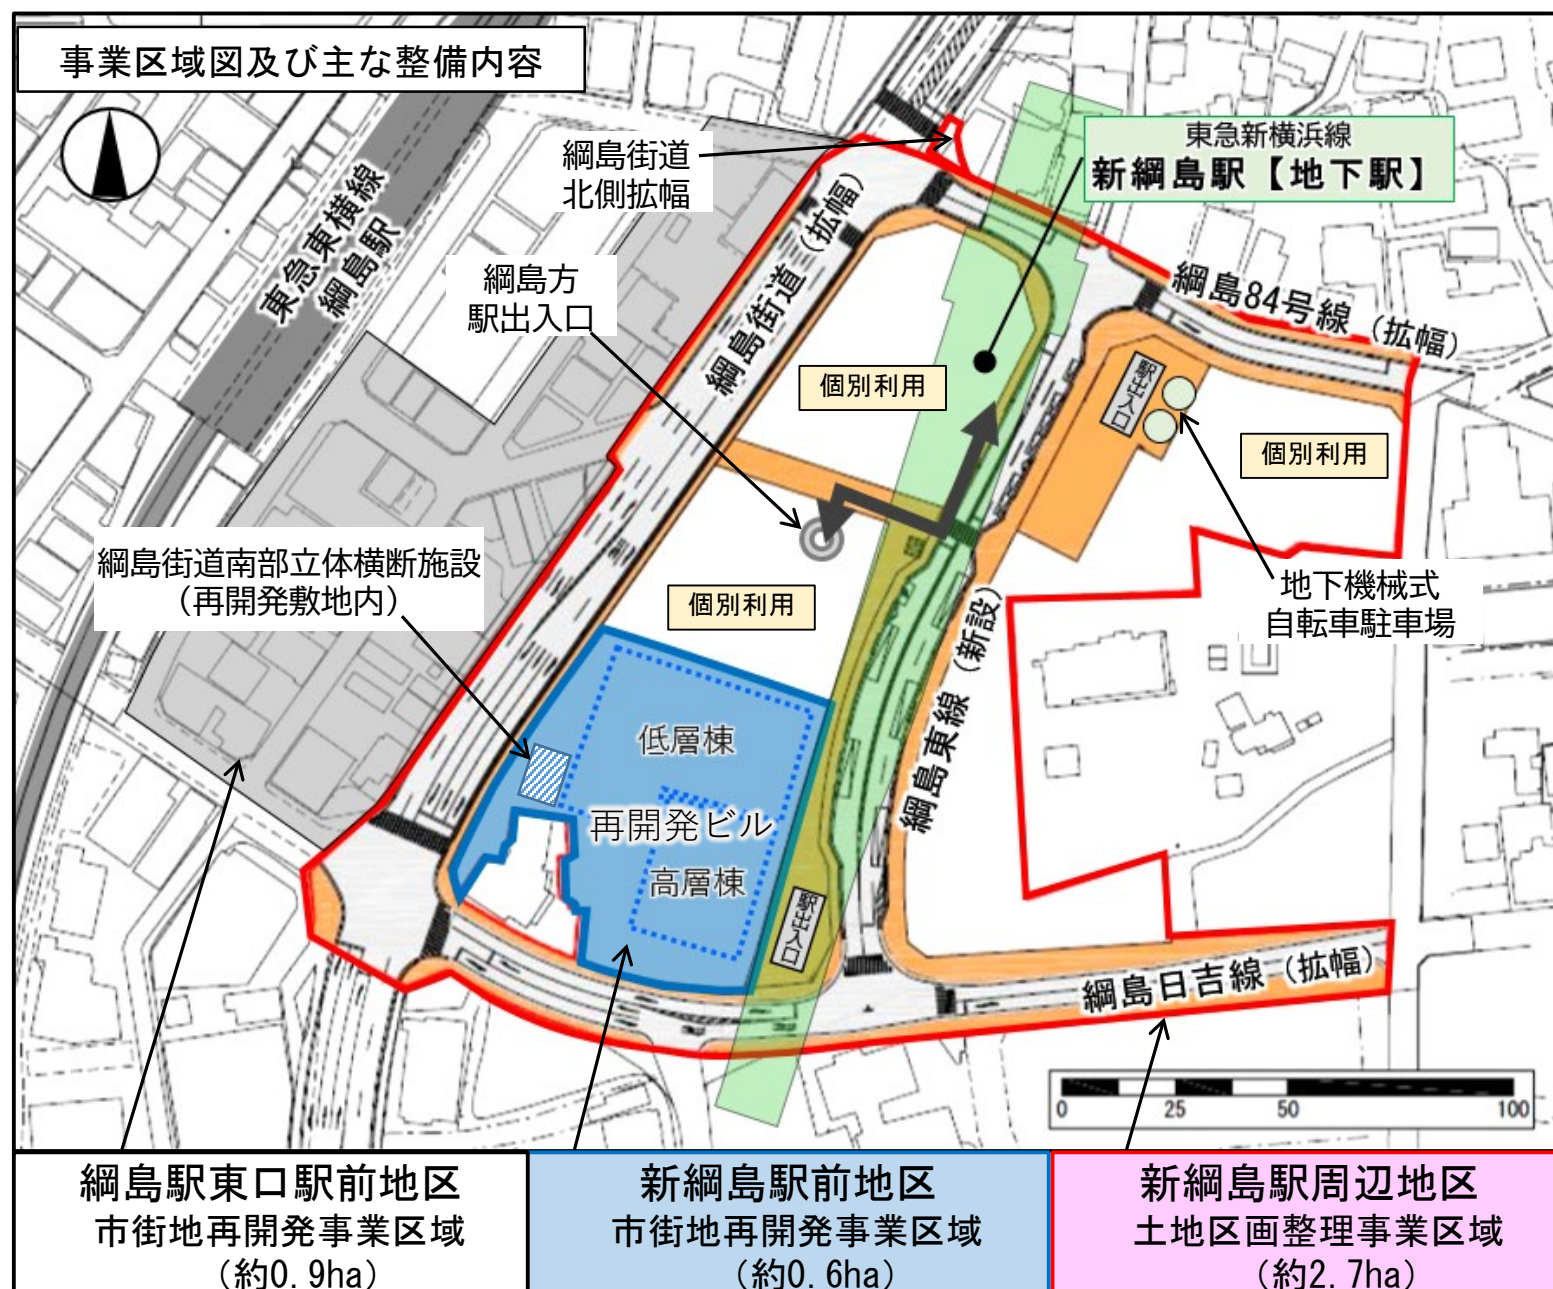 事業区域図及び主な整備内容
綱島街道
北側拡幅
東急新横浜線
新綱島駅【地下駅】
東急東横線
綱島駅
綱島方
駅出入口
綱島街道（拡幅）
綱島84号線（拡幅）
個別利用
駅出入口
個別利用
綱島街道南部立体横断施設
（再開発敷地内）
個別利用
地下機械式
自転車駐車場
綱島東線（新設）
低層棟
再開発ビル
高層棟
駅出入口
綱島日吉線（拡幅）
0 25 50 100
綱島駅東口駅前地区
市街地再開発事業区域
（約0.9ha）
新綱島駅前地区
市街地再開発事業区域
（約0.6ha）
新綱島駅周辺地区
土地区画整理事業区域
（約2.7ha）